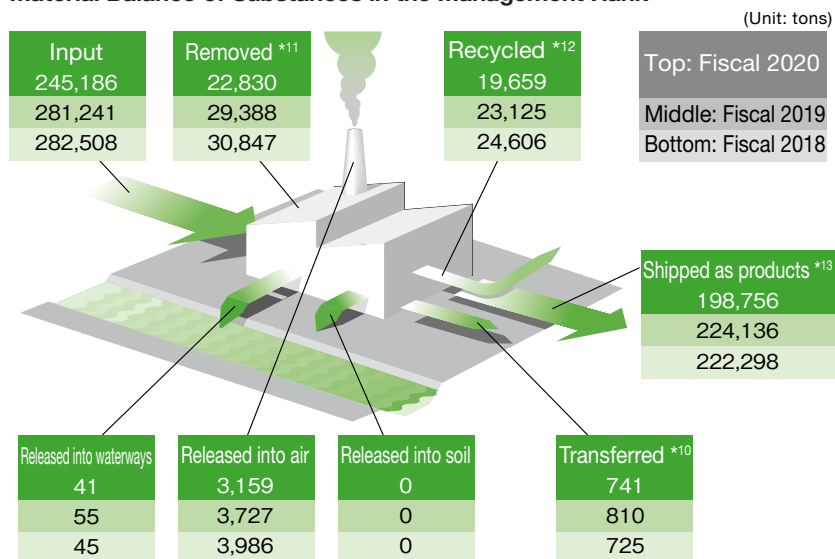 (Unit: tons)
Input
245,186
281,241
282,508
Removed *11
22,830
29,388
30,847
Recycled *12
19,659
23,125
24,606
Top: Fiscal 2020
Middle: Fiscal 2019
Bottom: Fiscal 2018
Shipped as products *13
198,756
224,136
222,298
Released into waterways
41
55
45
Released into air
3,159
3,727
3,986
Released into soil
0
0
0
Transferred *10
741
810
725